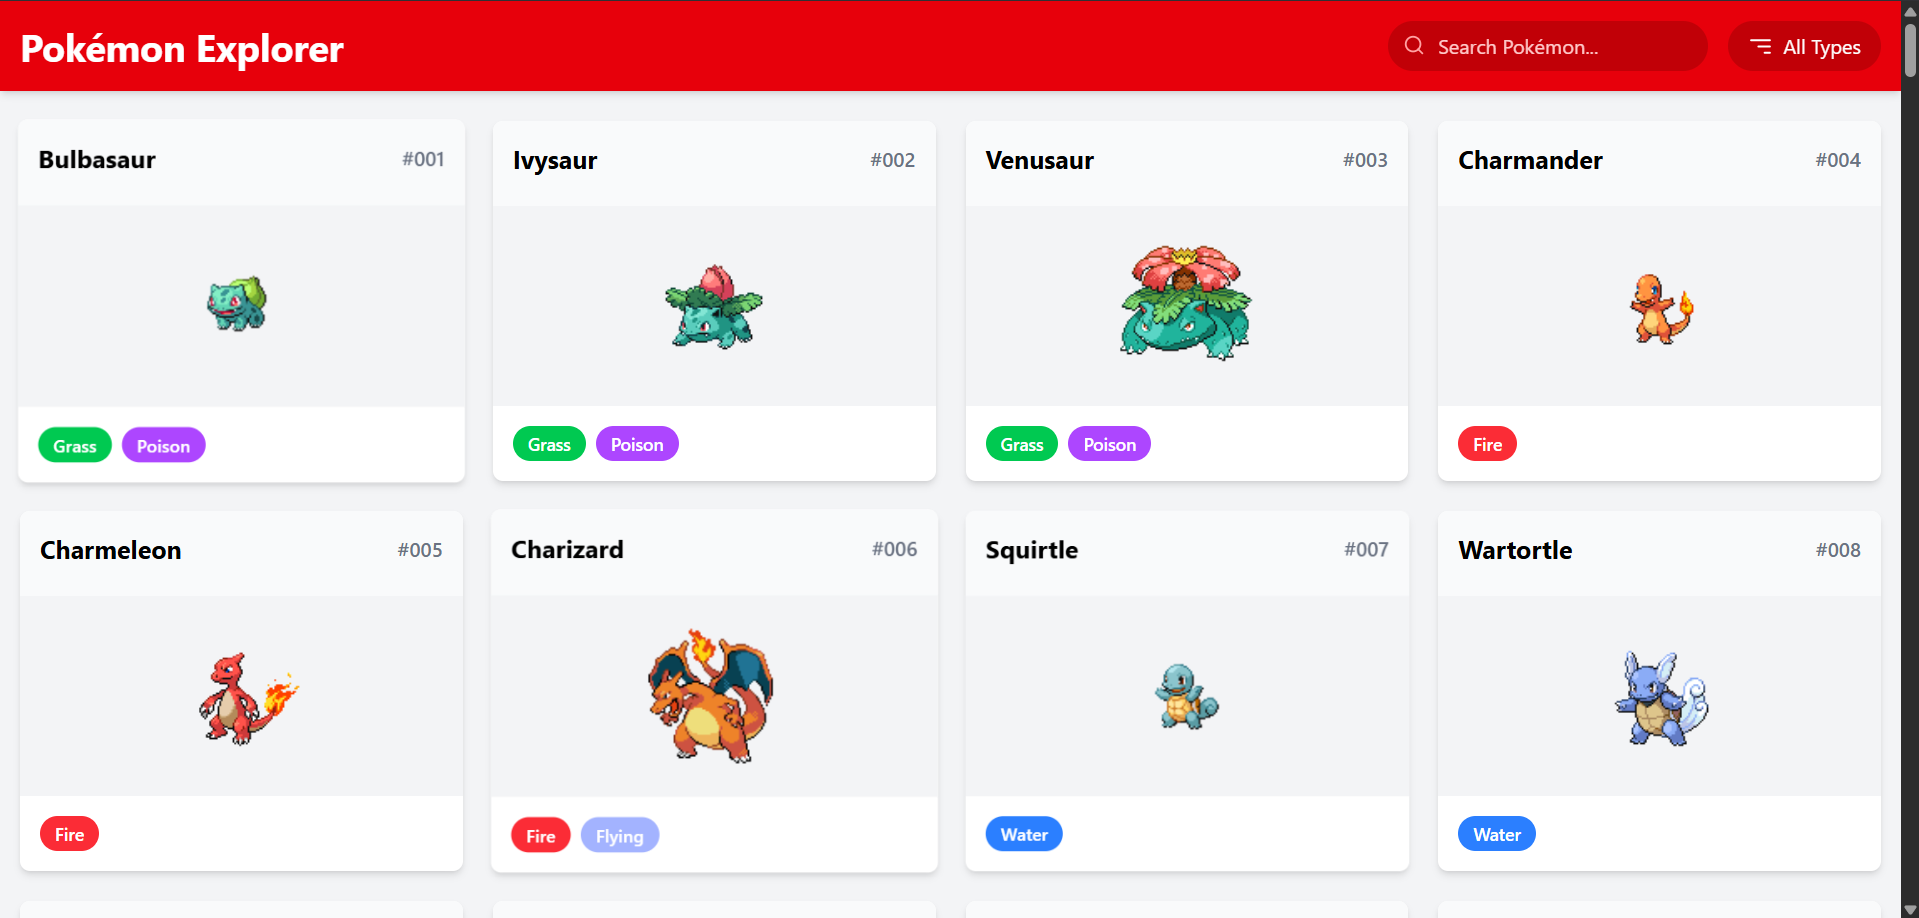 Pokémon Explorer
Search Pokémon...
All Types
Bulbasaur #001
Grass Poison
Ivysaur #002
Grass Poison
Venusaur #003
Grass Poison
Charmander #004
Fire
Charmeleon #005
Fire
Charizard #006
Fire Flying
Squirtle #007
Water
Wartortle #008
Water